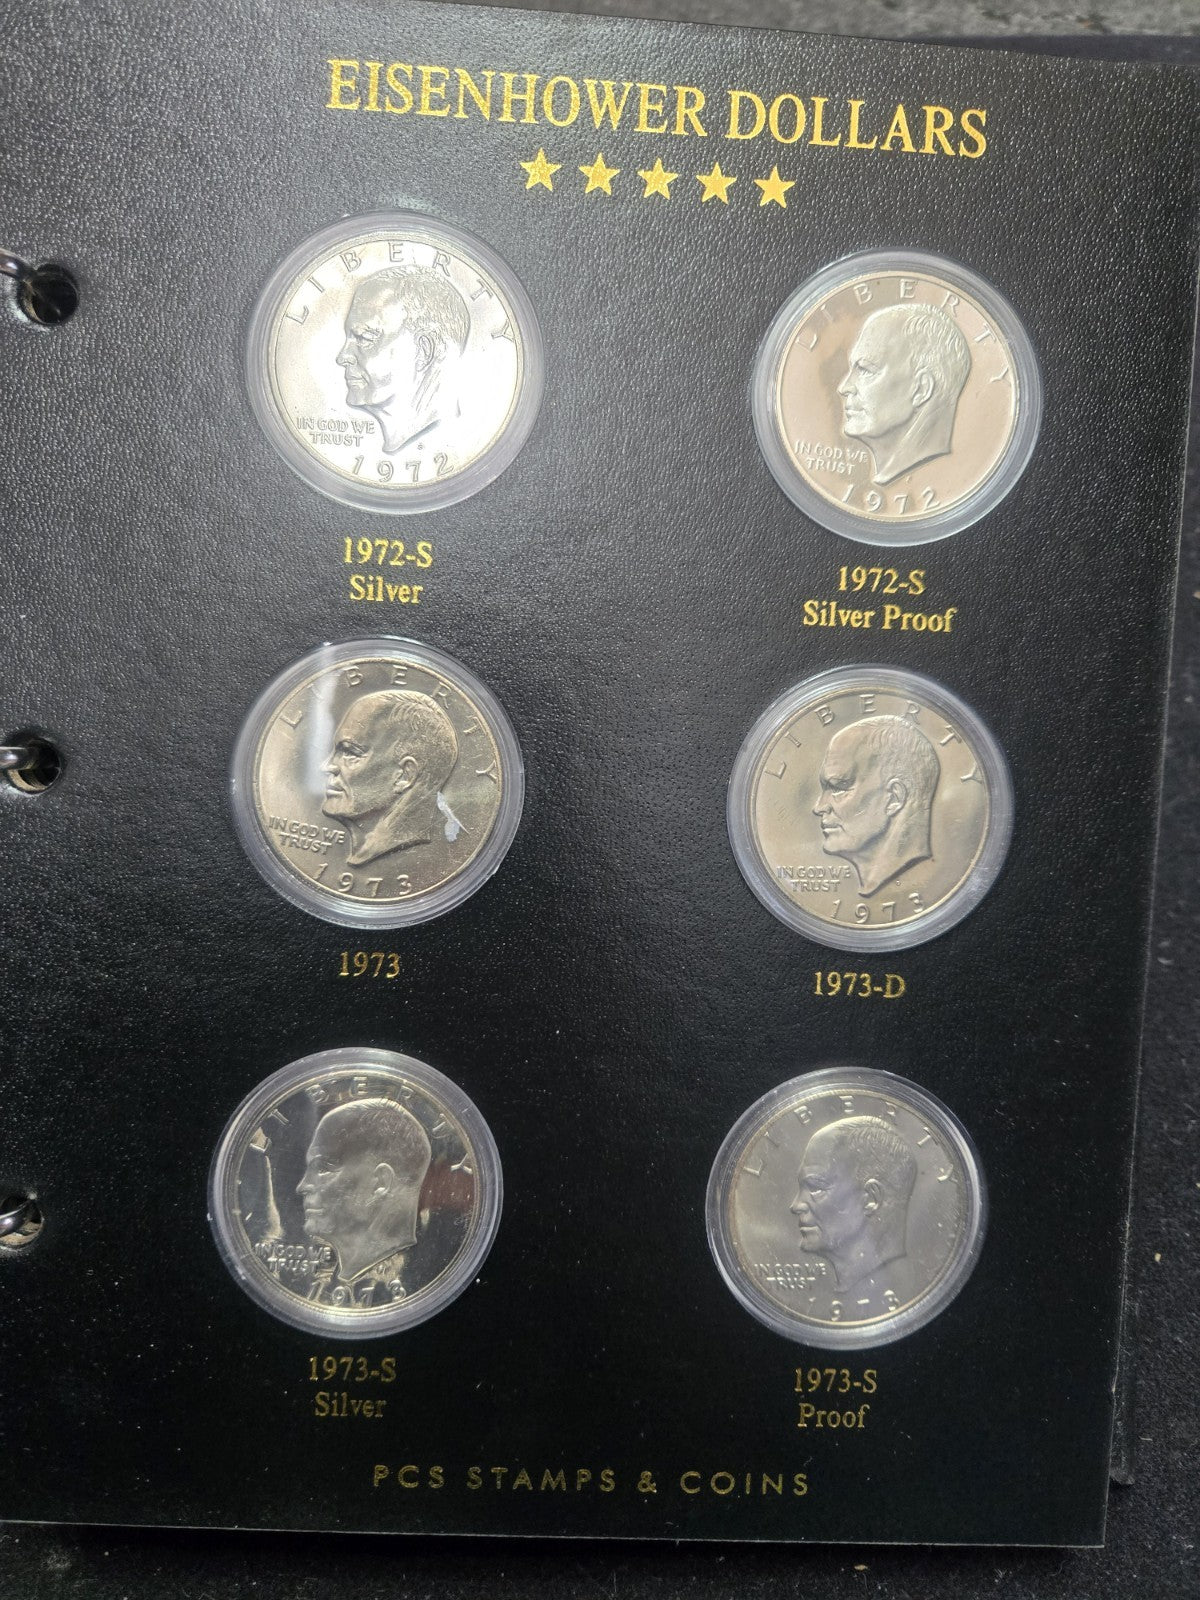 EISENHOWER DOLLARS
LIBERTY
IN GOD WE
TRUST
S
1972
1972-S
Silver
LIBERTY
IN GOD WE
TRUST
1972
1972-S
Silver Proof
LIBERTY
IN GOD WE
TRUST
1973
1973
LIBERTY
IN GOD WE
TRUST
D
1973
1973-D
LIBERTY
IN GOD WE
TRUST
1973
1973-S
Silver
LIBERTY
IN GOD WE
TRUST
1973
1973-S
Proof
PCS STAMPS & COINS